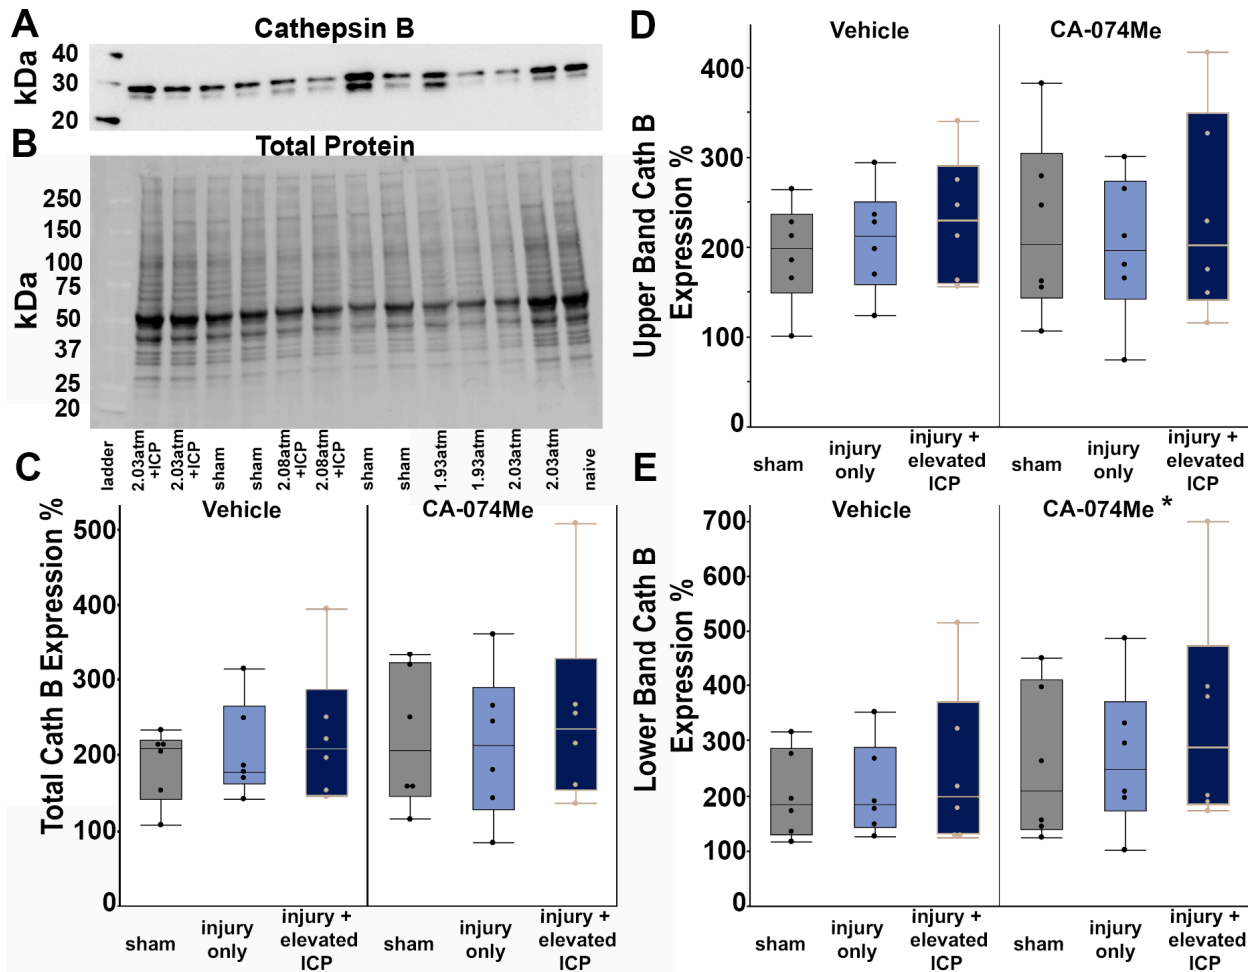 A
Cathepsin B
kDa
40
30
20
B
Total Protein
kDa
250
150
100
75
50
37
25
20
ladder
2.03atm
+ICP
2.03atm
+ICP
sham
sham
2.08atm
+ICP
2.08atm
+ICP
sham
sham
1.93atm
1.93atm
2.03atm
2.03atm
naive
C
Vehicle
CA-074Me
Total Cath B Expression %
500
400
300
200
100
0
sham
injury
only
injury +
elevated
ICP
sham
injury
only
injury +
elevated
ICP
D
Vehicle
CA-074Me
Upper Band Cath B
Expression %
400
300
200
100
0
sham
injury
only
injury +
elevated
ICP
sham
injury
only
injury +
elevated
ICP
E
Vehicle
CA-074Me *
Lower Band Cath B
Expression %
700
600
500
400
300
200
100
0
sham
injury
only
injury +
elevated
ICP
sham
injury
only
injury +
elevated
ICP